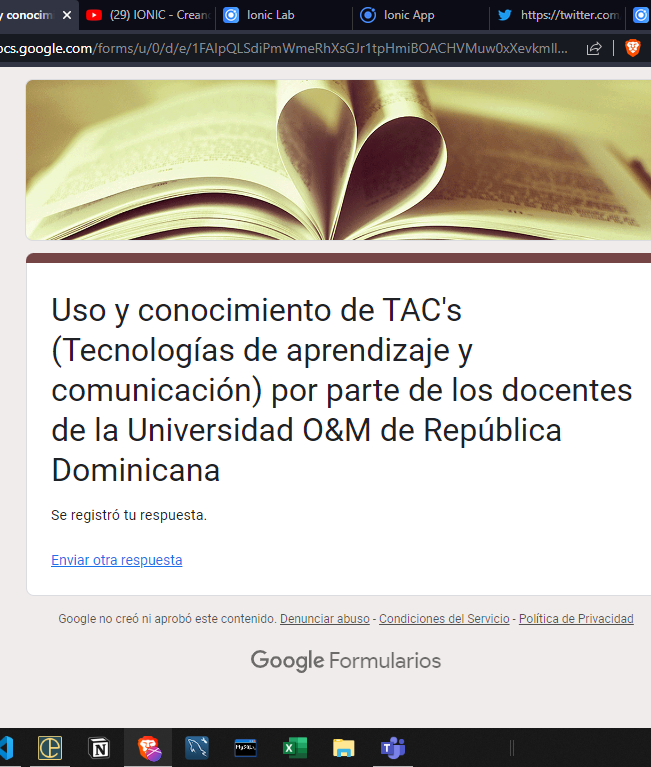 y conocim
(29) IONIC - Crean
Ionic Lab
Ionic App
https://twitter.com
ocs.google.com/forms/u/0/d/e/1FAIpQLSdiPmWmeRhXsGJr1tpHmiBOACHVMuw0xXevkmll...
Uso y conocimiento de TAC's
(Tecnologías de aprendizaje y
comunicación) por parte de los docentes
de la Universidad O&M de República
Dominicana
Se registró tu respuesta.
Enviar otra respuesta
Google no creó ni aprobó este contenido. Denunciar abuso - Condiciones del Servicio - Política de Privacidad
Google Formularios
MySQL